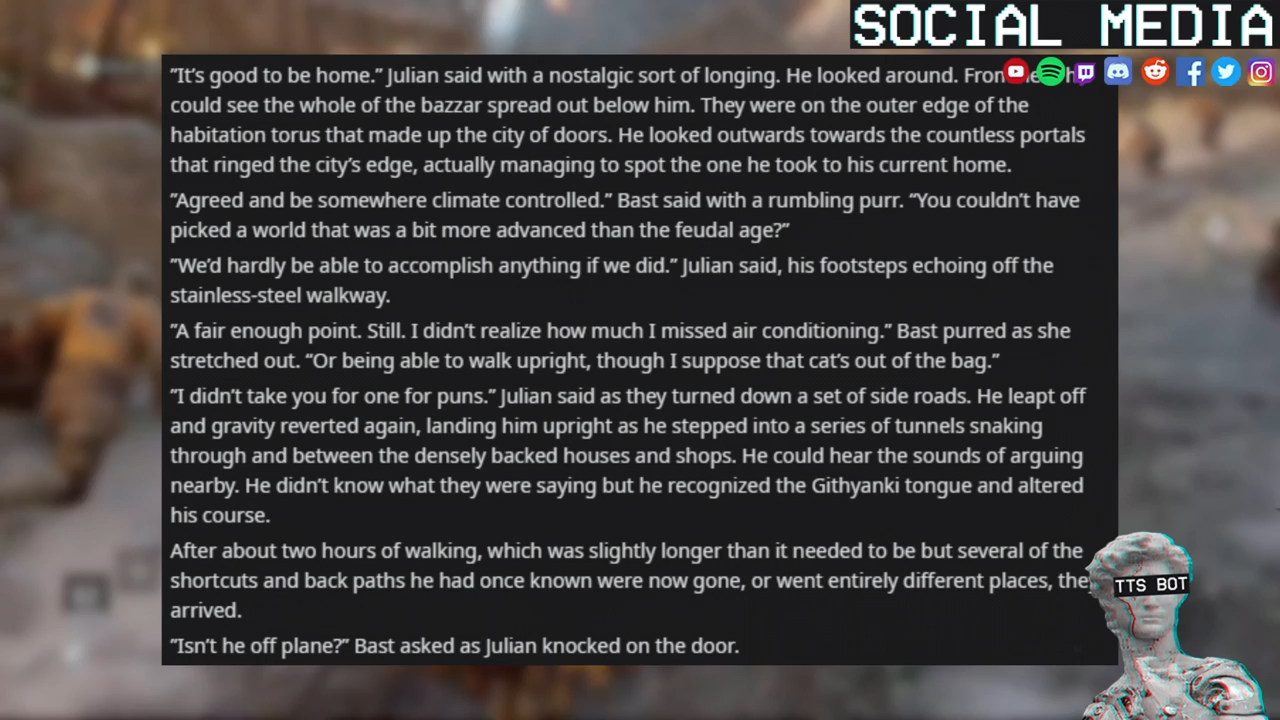 SOCIAL MEDIA
“It’s good to be home.” Julian said with a nostalgic sort of longing. He looked around. From
could see the whole of the bazzar spread out below him. They were on the outer edge of the
habitation torus that made up the city of doors. He looked outwards towards the countless portals
that ringed the city’s edge, actually managing to spot the one he took to his current home.
“Agreed and be somewhere climate controlled.” Bast said with a rumbling purr. “You couldn’t have
picked a world that was a bit more advanced than the feudal age?”
“We’d hardly be able to accomplish anything if we did.” Julian said, his footsteps echoing off the
stainless-steel walkway.
“A fair enough point. Still. I didn’t realize how much I missed air conditioning.” Bast purred as she
stretched out. “Or being able to walk upright, though I suppose that cat’s out of the bag.”
“I didn’t take you for one for puns.” Julian said as they turned down a set of side roads. He leapt off
and gravity reverted again, landing him upright as he stepped into a series of tunnels snaking
through and between the densely backed houses and shops. He could hear the sounds of arguing
nearby. He didn’t know what they were saying but he recognized the Githyanki tongue and altered
his course.
After about two hours of walking, which was slightly longer than it needed to be but several of the
shortcuts and back paths he had once known were now gone, or went entirely different places, they
arrived.
“Isn’t he off plane?” Bast asked as Julian knocked on the door.
TTS BOT